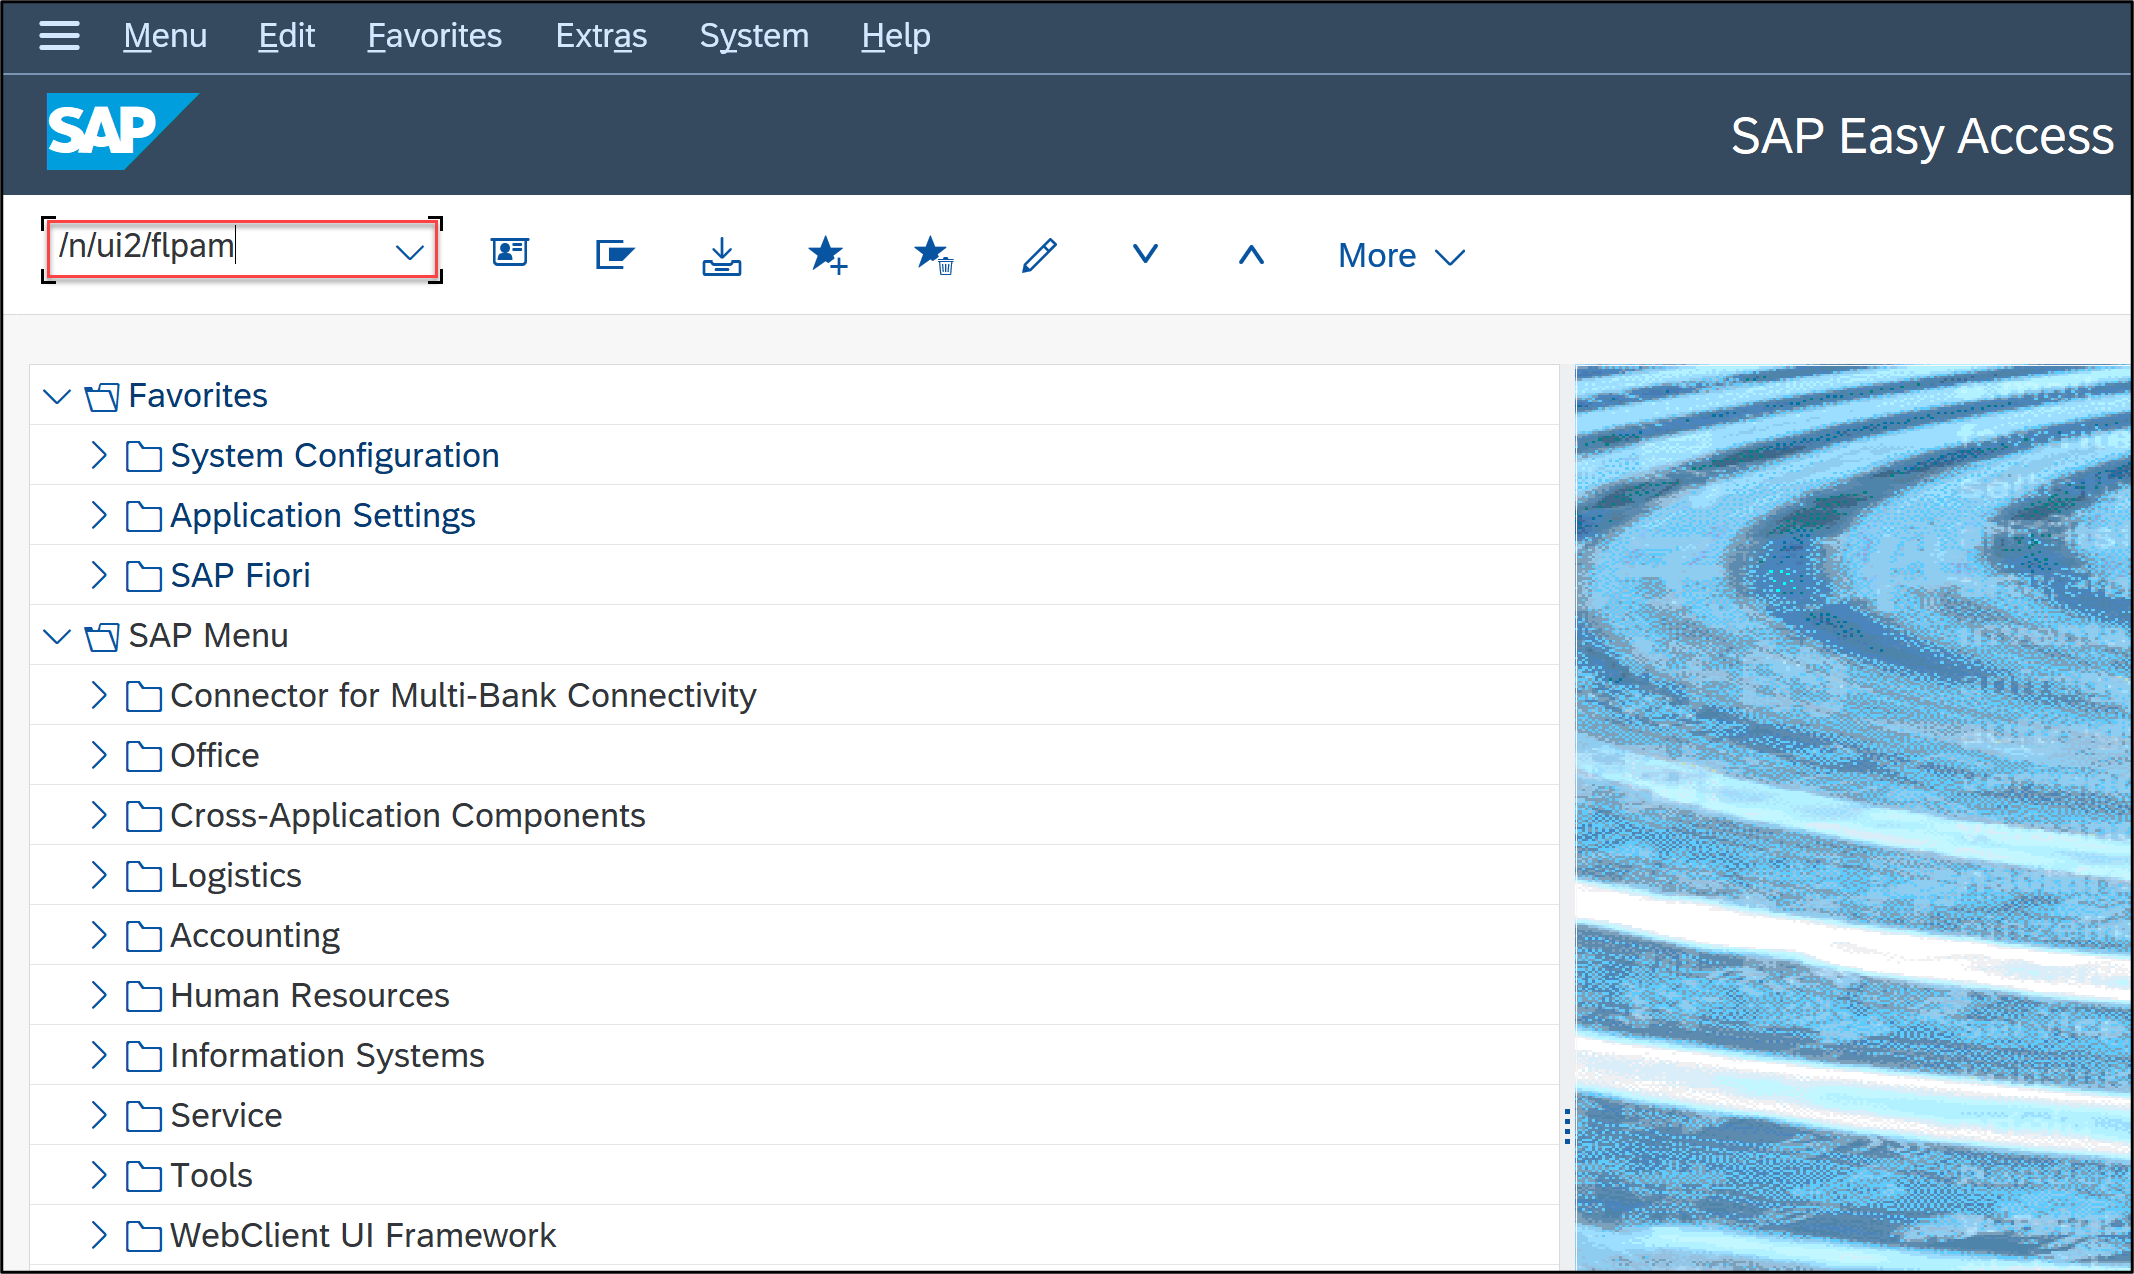 Menu Edit Favorites Extras System Help
SAP
SAP Easy Access
/n/ui2/flpam
More
Favorites
System Configuration
Application Settings
SAP Fiori
SAP Menu
Connector for Multi-Bank Connectivity
Office
Cross-Application Components
Logistics
Accounting
Human Resources
Information Systems
Service
Tools
WebClient UI Framework